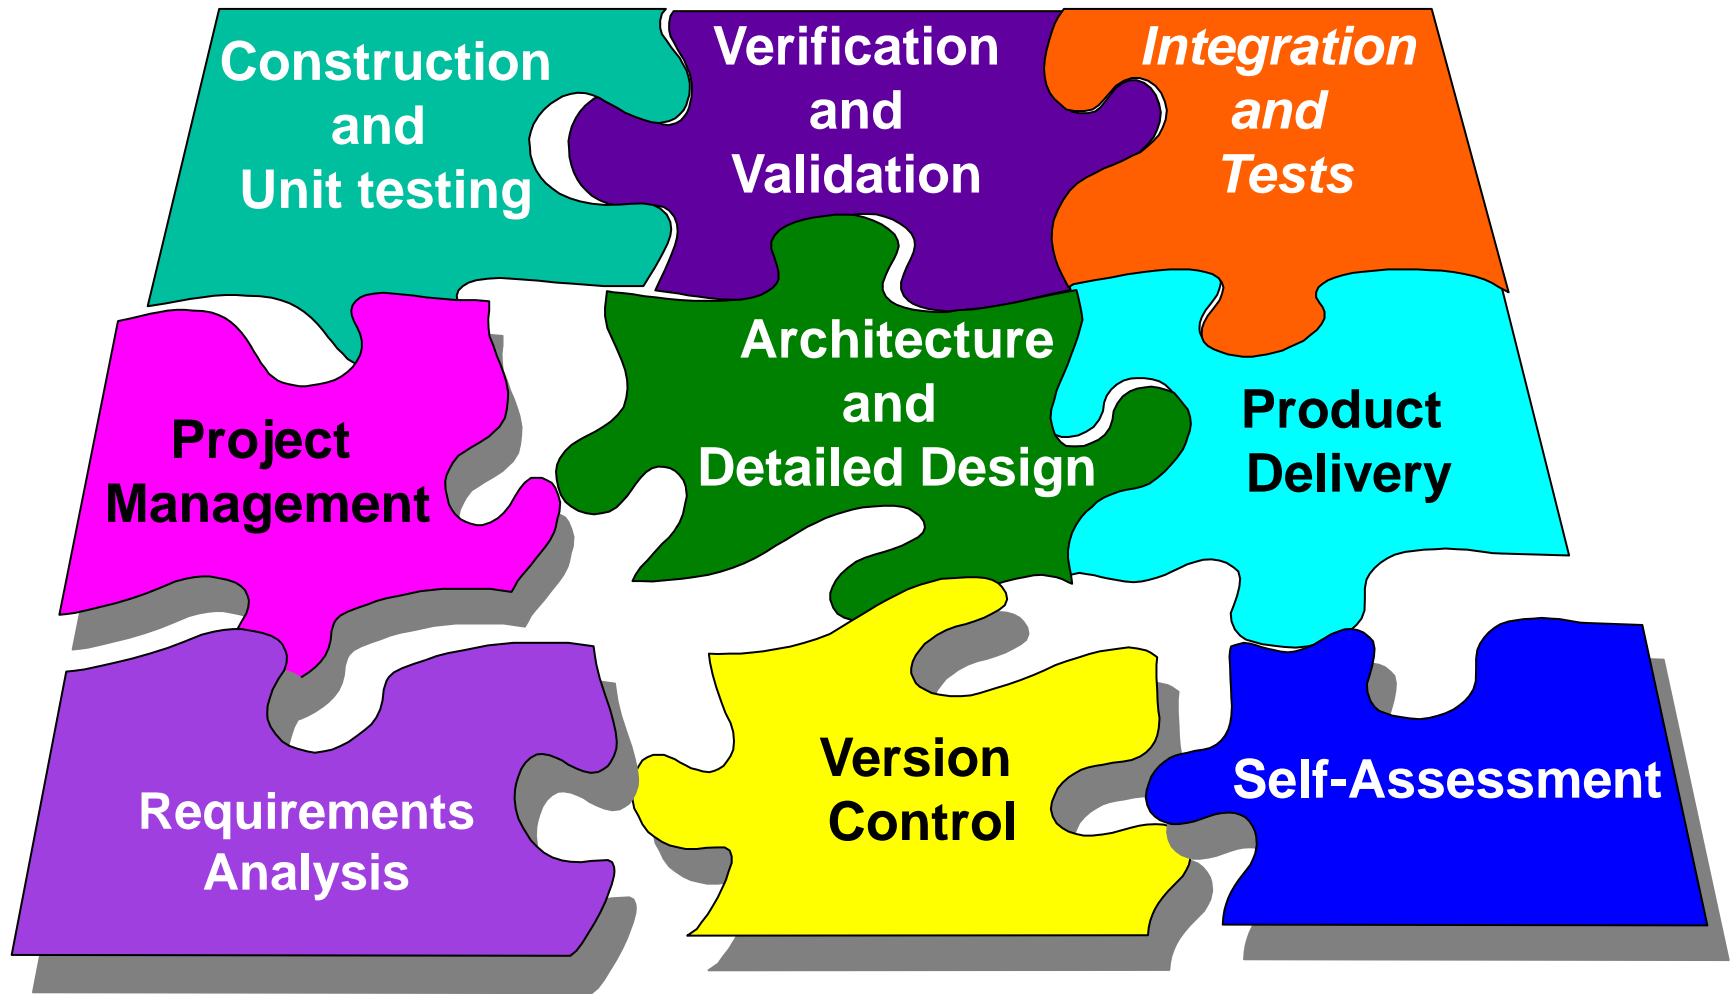 Construction
and
Unit testing
Verification
and
Validation
Integration
and
Tests
Project
Management
Architecture
and
Detailed Design
Product
Delivery
Requirements
Analysis
Version
Control
Self-Assessment